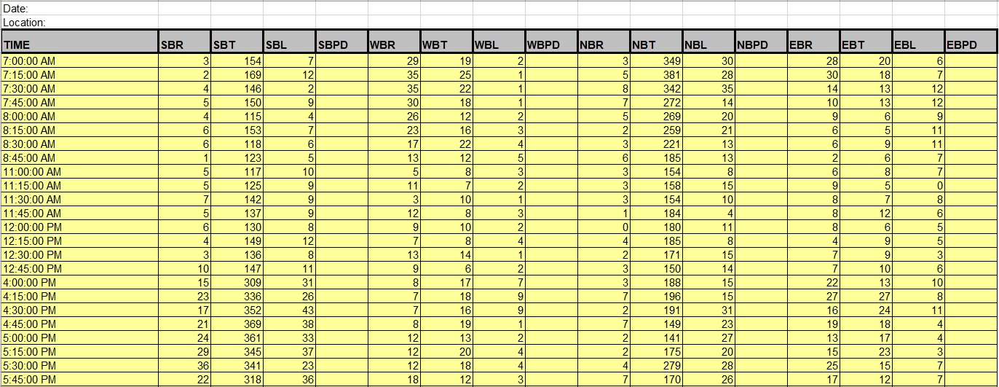 Date:
Location:
TIME SBR SBT SBL SBPD WBR WBT WBL WBPD NBR NBT NBL NBPD EBR EBT EBL EBPD
7:00:00 AM 3 154 7 29 19 2 3 349 30 28 20 6
7:15:00 AM 2 169 12 35 25 1 5 381 28 30 18 7
7:30:00 AM 4 146 2 35 22 1 8 342 35 14 13 12
7:45:00 AM 5 150 9 30 18 1 7 272 14 10 13 12
8:00:00 AM 4 115 4 26 12 2 5 269 20 9 6 9
8:15:00 AM 6 153 7 23 16 3 2 259 21 6 5 11
8:30:00 AM 6 118 6 17 22 4 3 221 13 6 9 11
8:45:00 AM 1 123 5 13 12 5 6 185 13 2 6 7
11:00:00 AM 5 117 10 5 8 3 3 154 8 6 8 7
11:15:00 AM 5 125 9 11 7 2 3 158 15 9 5 0
11:30:00 AM 7 142 9 3 10 1 3 154 10 8 7 8
11:45:00 AM 5 137 9 12 8 3 1 184 4 8 12 6
12:00:00 PM 6 130 8 9 10 2 0 180 11 8 6 5
12:15:00 PM 4 149 12 7 8 4 4 185 8 4 9 5
12:30:00 PM 3 136 8 13 14 1 2 171 15 7 9 3
12:45:00 PM 10 147 11 9 6 2 3 150 14 7 10 6
4:00:00 PM 15 309 31 8 17 7 3 188 15 22 13 10
4:15:00 PM 23 336 26 7 18 9 7 196 15 27 27 8
4:30:00 PM 17 352 43 7 16 9 2 191 31 16 24 11
4:45:00 PM 21 369 38 8 19 1 7 149 23 19 18 4
5:00:00 PM 24 361 33 12 13 2 2 141 27 13 17 4
5:15:00 PM 29 345 37 12 20 4 2 175 20 15 23 3
5:30:00 PM 36 341 23 12 18 4 4 279 28 25 15 7
5:45:00 PM 22 318 36 18 12 3 7 170 26 17 12 7